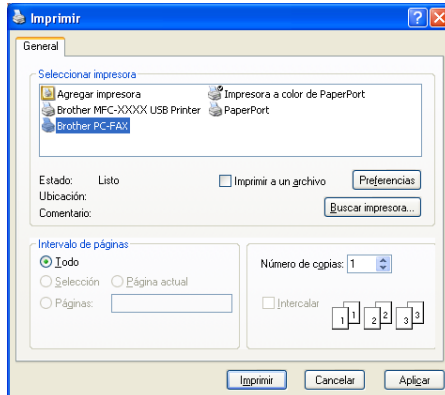 Imprimir
General
Seleccionar impresora
Agregar impresora
Impresora a color de PaperPort
Brother MFC-XXXX USB Printer
PaperPort
Brother PC-FAX
Estado: Listo
Imprimir a un archivo
Preferencias
Ubicación:
Comentario:
Buscar impresora...
Intervalo de páginas
Todo
Número de copias: 1
Selección Página actual
Páginas:
Intercalar
1 1 2 2 3 3
Imprimir Cancelar Aplicar